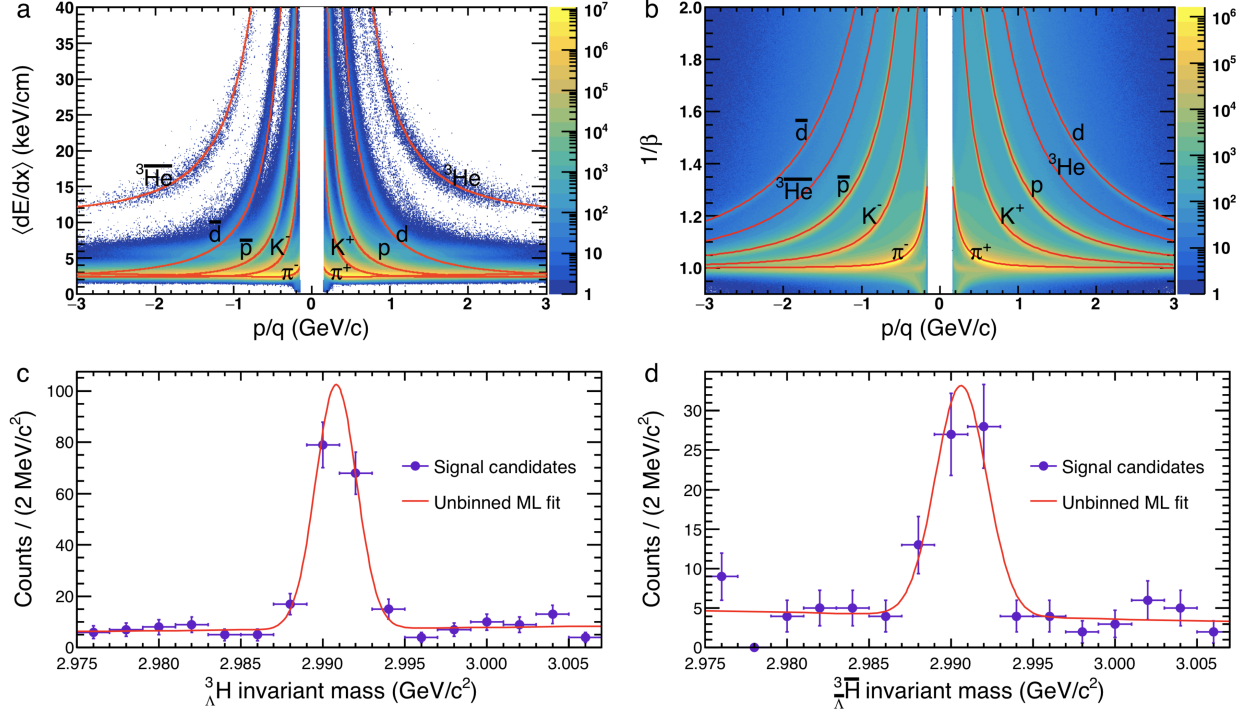 a
⟨dE/dx⟩ (keV/cm)
40
35
30
25
20
15
10
5
0
³H̅e̅
³He
d̅
p̅
K⁻
π⁻
K⁺
π⁺
p
d
−3 −2 −1 0 1 2 3
p/q (GeV/c)
10⁷
10⁶
10⁵
10⁴
10³
10²
10
1
b
1/β
2.0
1.8
1.6
1.4
1.2
1.0
d̅
³H̅e̅
p̅
K⁻
π⁻
d
³He
p
K⁺
π⁺
−3 −2 −1 0 1 2 3
p/q (GeV/c)
10⁶
10⁵
10⁴
10³
10²
10
1
c
Counts / (2 MeV/c²)
100
80
60
40
20
0
Signal candidates
Unbinned ML fit
2.975 2.980 2.985 2.990 2.995 3.000 3.005
³ΛH invariant mass (GeV/c²)
d
Counts / (2 MeV/c²)
30
25
20
15
10
5
0
Signal candidates
Unbinned ML fit
2.975 2.980 2.985 2.990 2.995 3.000 3.005
³Λ̅H̅ invariant mass (GeV/c²)